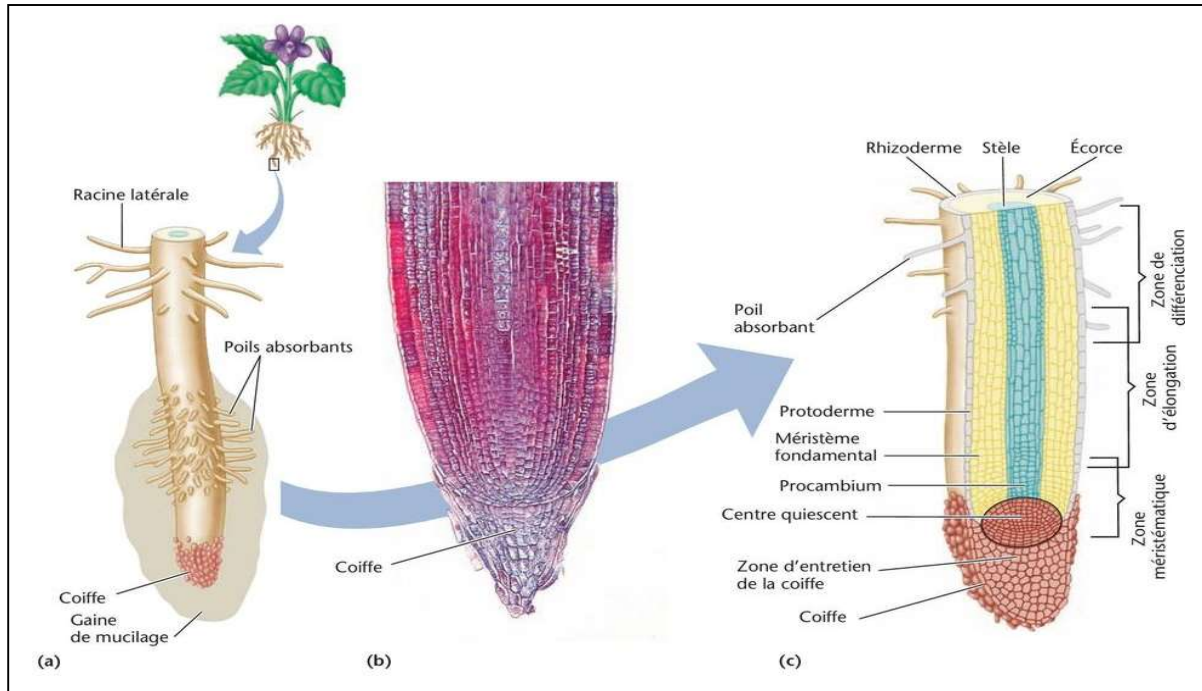 Racine latérale
Poils absorbants
Coiffe
Gaine
de mucilage
(a)
Coiffe
(b)
Rhizoderme
Stèle
Écorce
Poil
absorbant
Protoderme
Méristème
fondamental
Procambium
Centre quiescent
Zone d'entretien
de la coiffe
Coiffe
Zone de
différenciation
Zone
d'élongation
Zone
méristématique
(c)